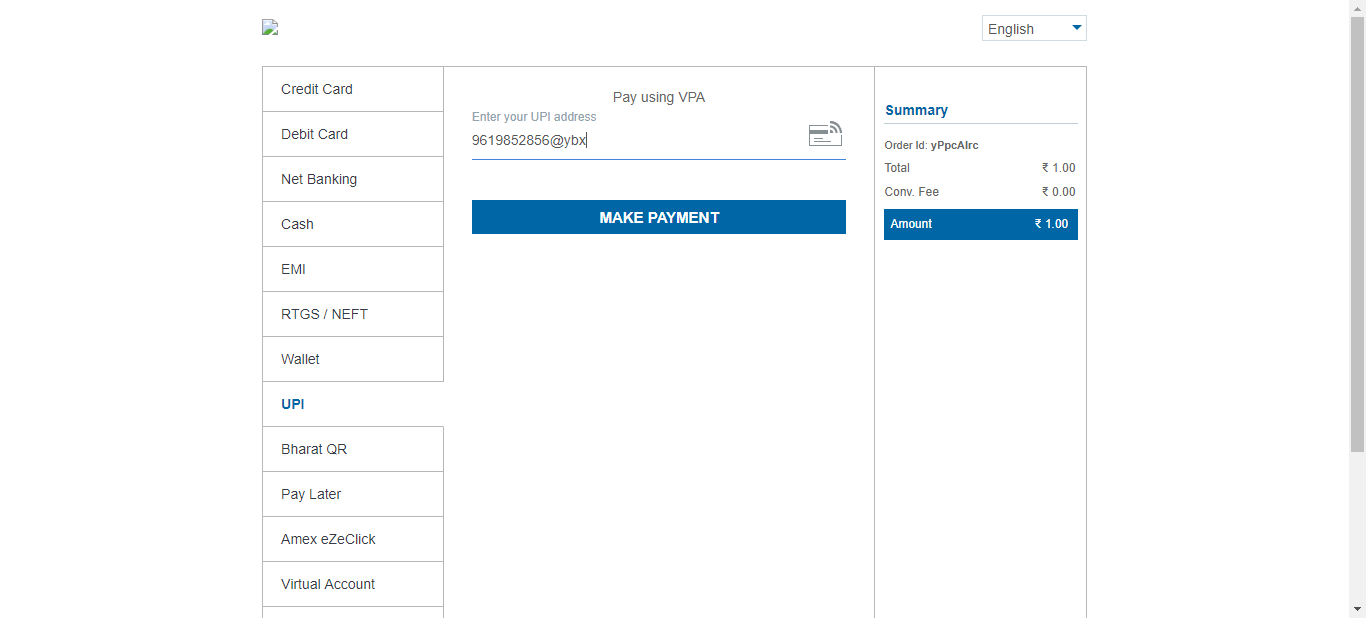 English
Credit Card
Debit Card
Net Banking
Cash
EMI
RTGS / NEFT
Wallet
UPI
Bharat QR
Pay Later
Amex eZeClick
Virtual Account
Pay using VPA
Enter your UPI address
9619852856@ybx
MAKE PAYMENT
Summary
Order Id: yPpcAlrc
Total ₹ 1.00
Conv. Fee ₹ 0.00
Amount ₹ 1.00